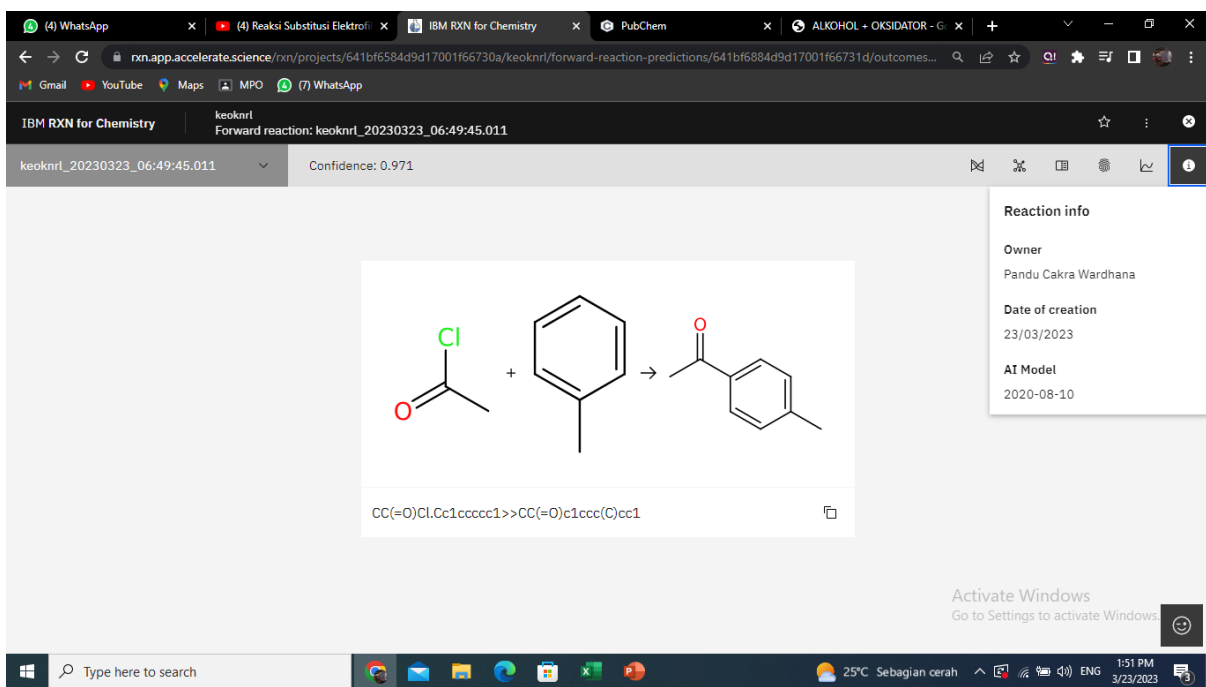 (4) WhatsApp
(4) Reaksi Substitusi Elektrofi
IBM RXN for Chemistry
PubChem
ALKOHOL + OKSIDATOR - G
rxn.app.accelerate.science/rxn/projects/641bf6584d9d17001f66730a/keoknrl/forward-reaction-predictions/641bf6884d9d17001f66731d/outcomes...
Gmail YouTube Maps MPO (7) WhatsApp
IBM RXN for Chemistry
keoknrl
Forward reaction: keoknrl_20230323_06:49:45.011
keoknrl_20230323_06:49:45.011
Confidence: 0.971
Reaction info
Owner
Pandu Cakra Wardhana
Date of creation
23/03/2023
AI Model
2020-08-10
Cl
O
+
→
O
CC(=O)Cl.Cc1ccccc1>>CC(=O)c1ccc(C)cc1
Activate Windows
Go to Settings to activate Windows.
Type here to search
25°C Sebagian cerah
ENG
1:51 PM
3/23/2023
3